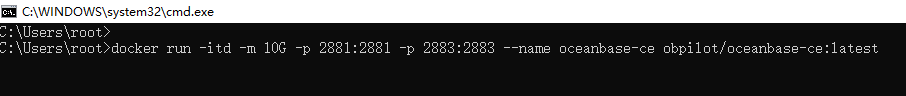 C:\WINDOWS\system32\cmd.exe
C:\Users\root>
C:\Users\root>docker run -itd -m 10G -p 2881:2881 -p 2883:2883 --name oceanbase-ce obpilot/oceanbase-ce:latest